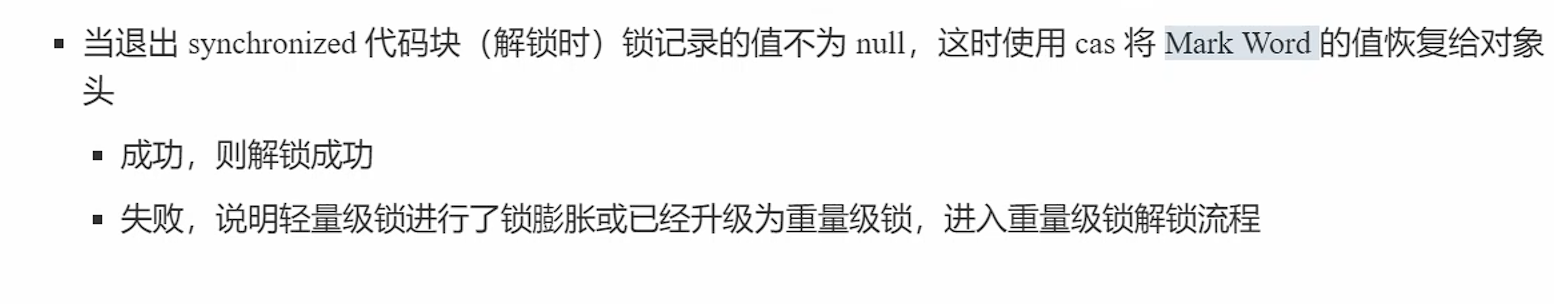 ▪ 当退出 synchronized 代码块（解锁时）锁记录的值不为 null，这时使用 cas 将 Mark Word 的值恢复给对象
头
▪ 成功，则解锁成功
▪ 失败，说明轻量级锁进行了锁膨胀或已经升级为重量级锁，进入重量级锁解锁流程